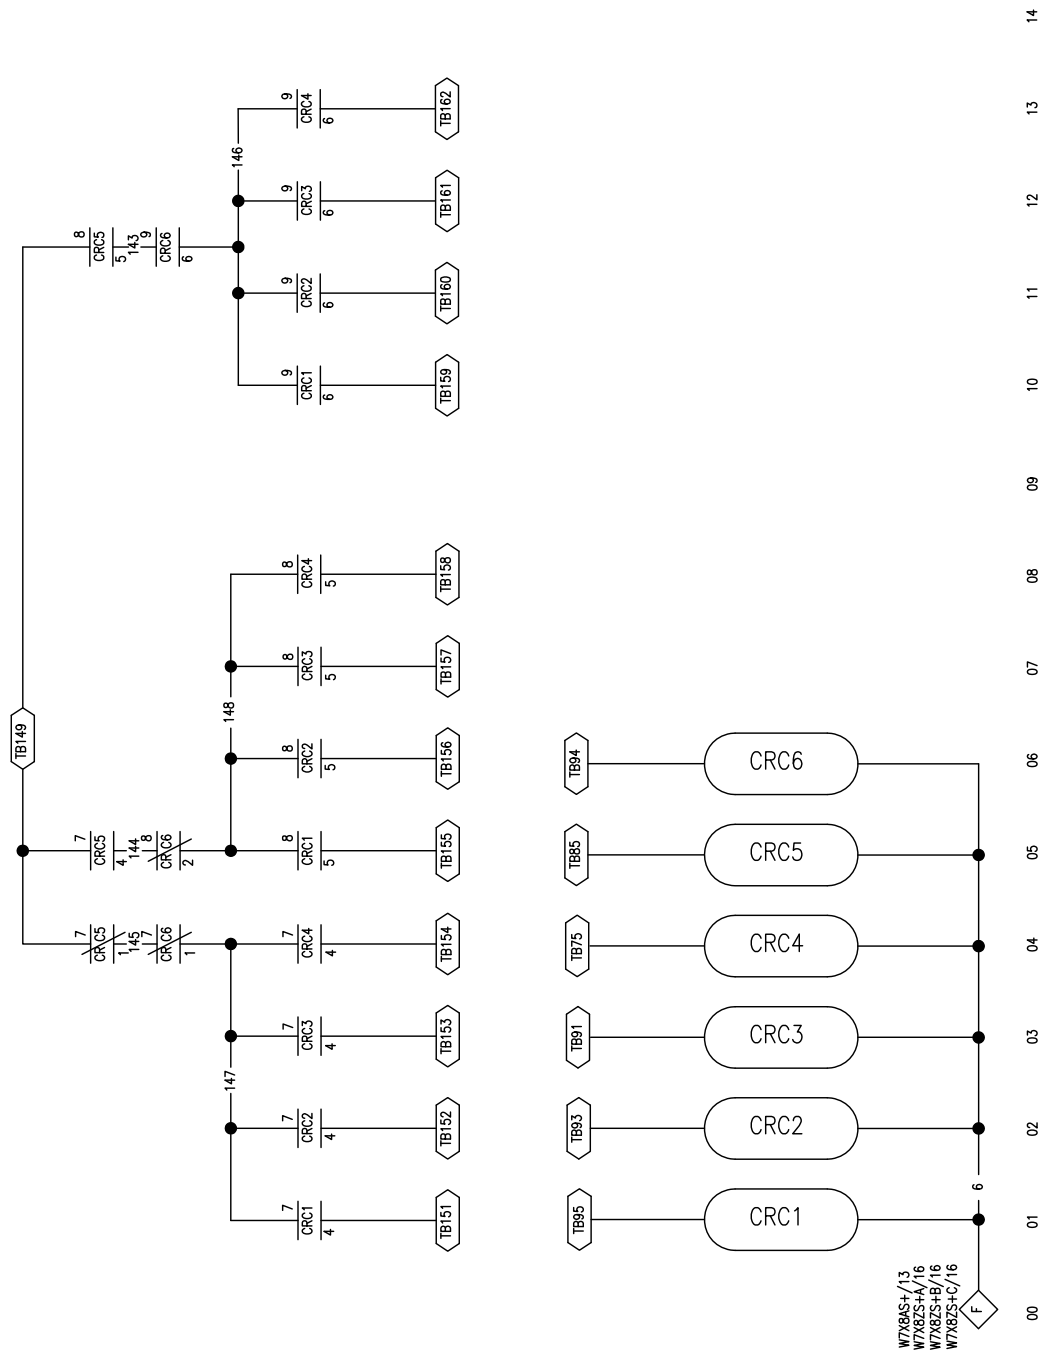 TB149
7
CRC5
1
145
7
CRC6
1
7
CRC5
4
144
8
CRC6
2
8
CRC5
5
143
9
CRC6
6
147
148
146
7
CRC1
4
TB151
7
CRC2
4
TB152
7
CRC3
4
TB153
7
CRC4
4
TB154
8
CRC1
5
TB155
8
CRC2
5
TB156
8
CRC3
5
TB157
8
CRC4
5
TB158
9
CRC1
6
TB159
9
CRC2
6
TB160
9
CRC3
6
TB161
9
CRC4
6
TB162
TB95
CRC1
TB93
CRC2
TB91
CRC3
TB75
CRC4
TB85
CRC5
TB94
CRC6
W7X8AS+/13
W7X8ZS+A/16
W7X8ZS+B/16
W7X8ZS+C/16
F
6
00
01
02
03
04
05
06
07
08
09
10
11
12
13
14